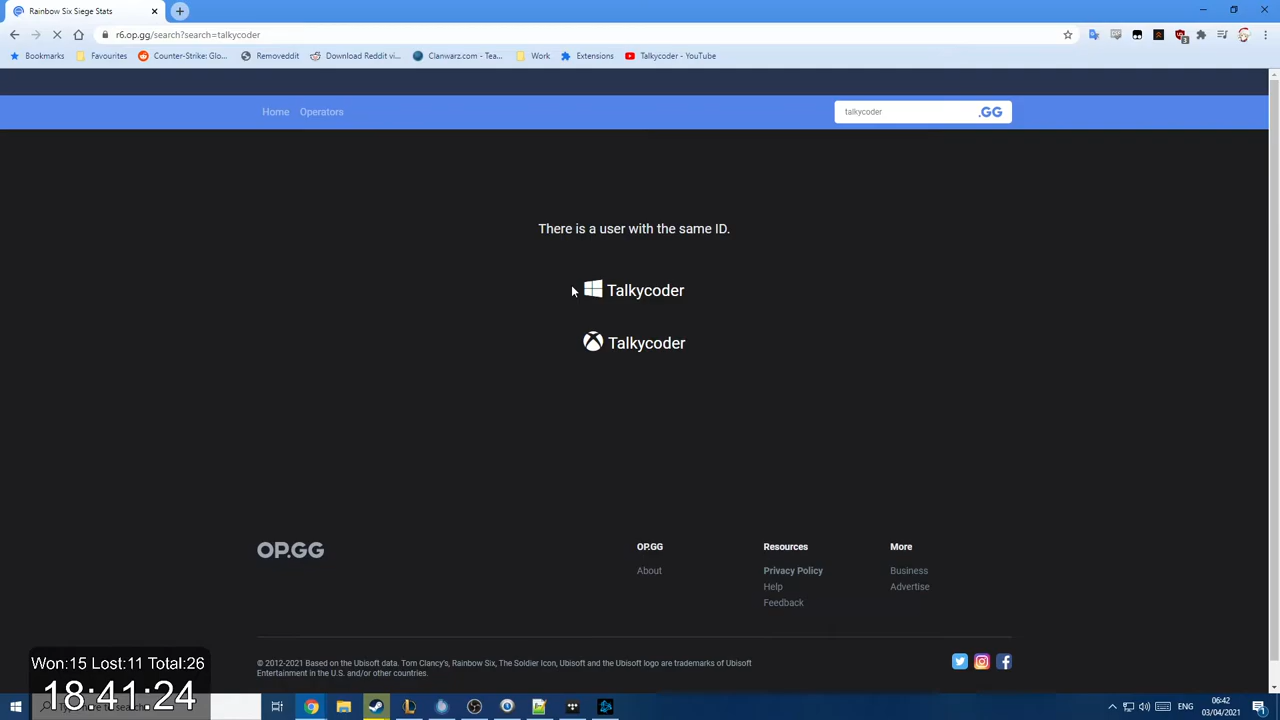 Rainbow Six Siege Stats
r6.op.gg/search?search=talkycoder
Bookmarks Favourites Counter-Strike: Glo... Removeddit Download Reddit vi... Clanwarz.com - Tea... Work Extensions Talkycoder - YouTube
Home Operators talkycoder .GG
There is a user with the same ID.
Talkycoder
Talkycoder
OP.GG OP.GG Resources More
About Privacy Policy Business
Help Advertise
Feedback
© 2012-2021 Based on the Ubisoft data. Tom Clancy's, Rainbow Six, The Soldier Icon, Ubisoft and the Ubisoft logo are trademarks of Ubisoft
Entertainment in the U.S. and/or other countries.
Won:15 Lost:11 Total:26
18:41:24
search
ENG
06:42
03/04/2021